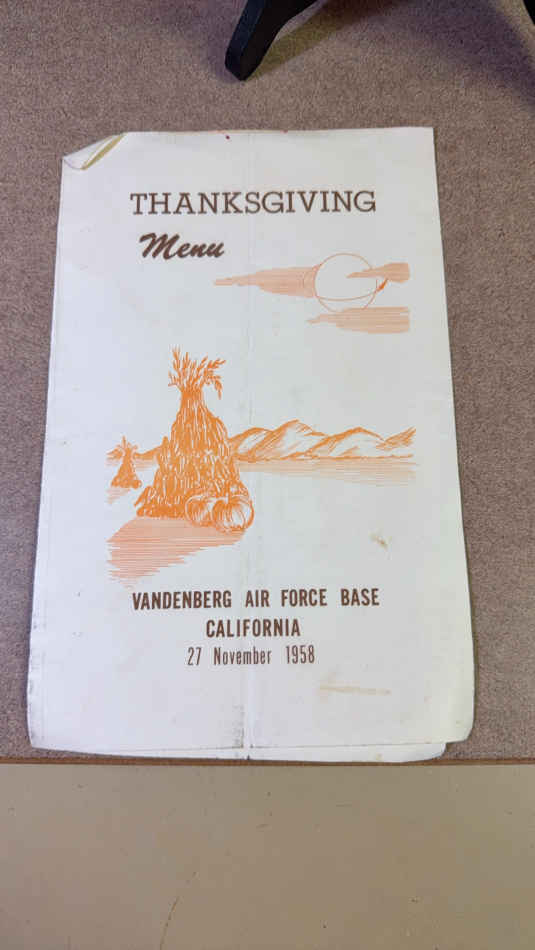 THANKSGIVING
Menu
VANDENBERG AIR FORCE BASE
CALIFORNIA
27 November 1958